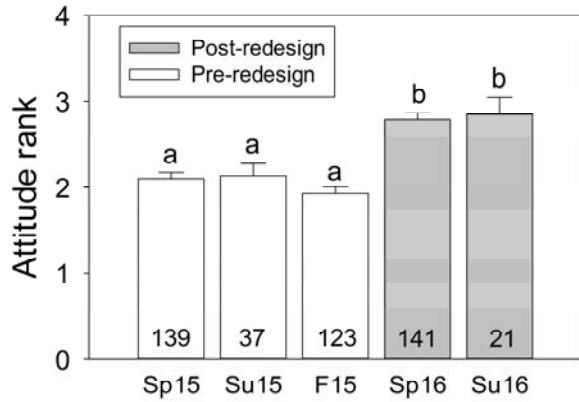 4
Post-redesign
Pre-redesign
b
b
3
a
a
a
2
Attitude rank
1
139
37
123
141
21
0
Sp15
Su15
F15
Sp16
Su16